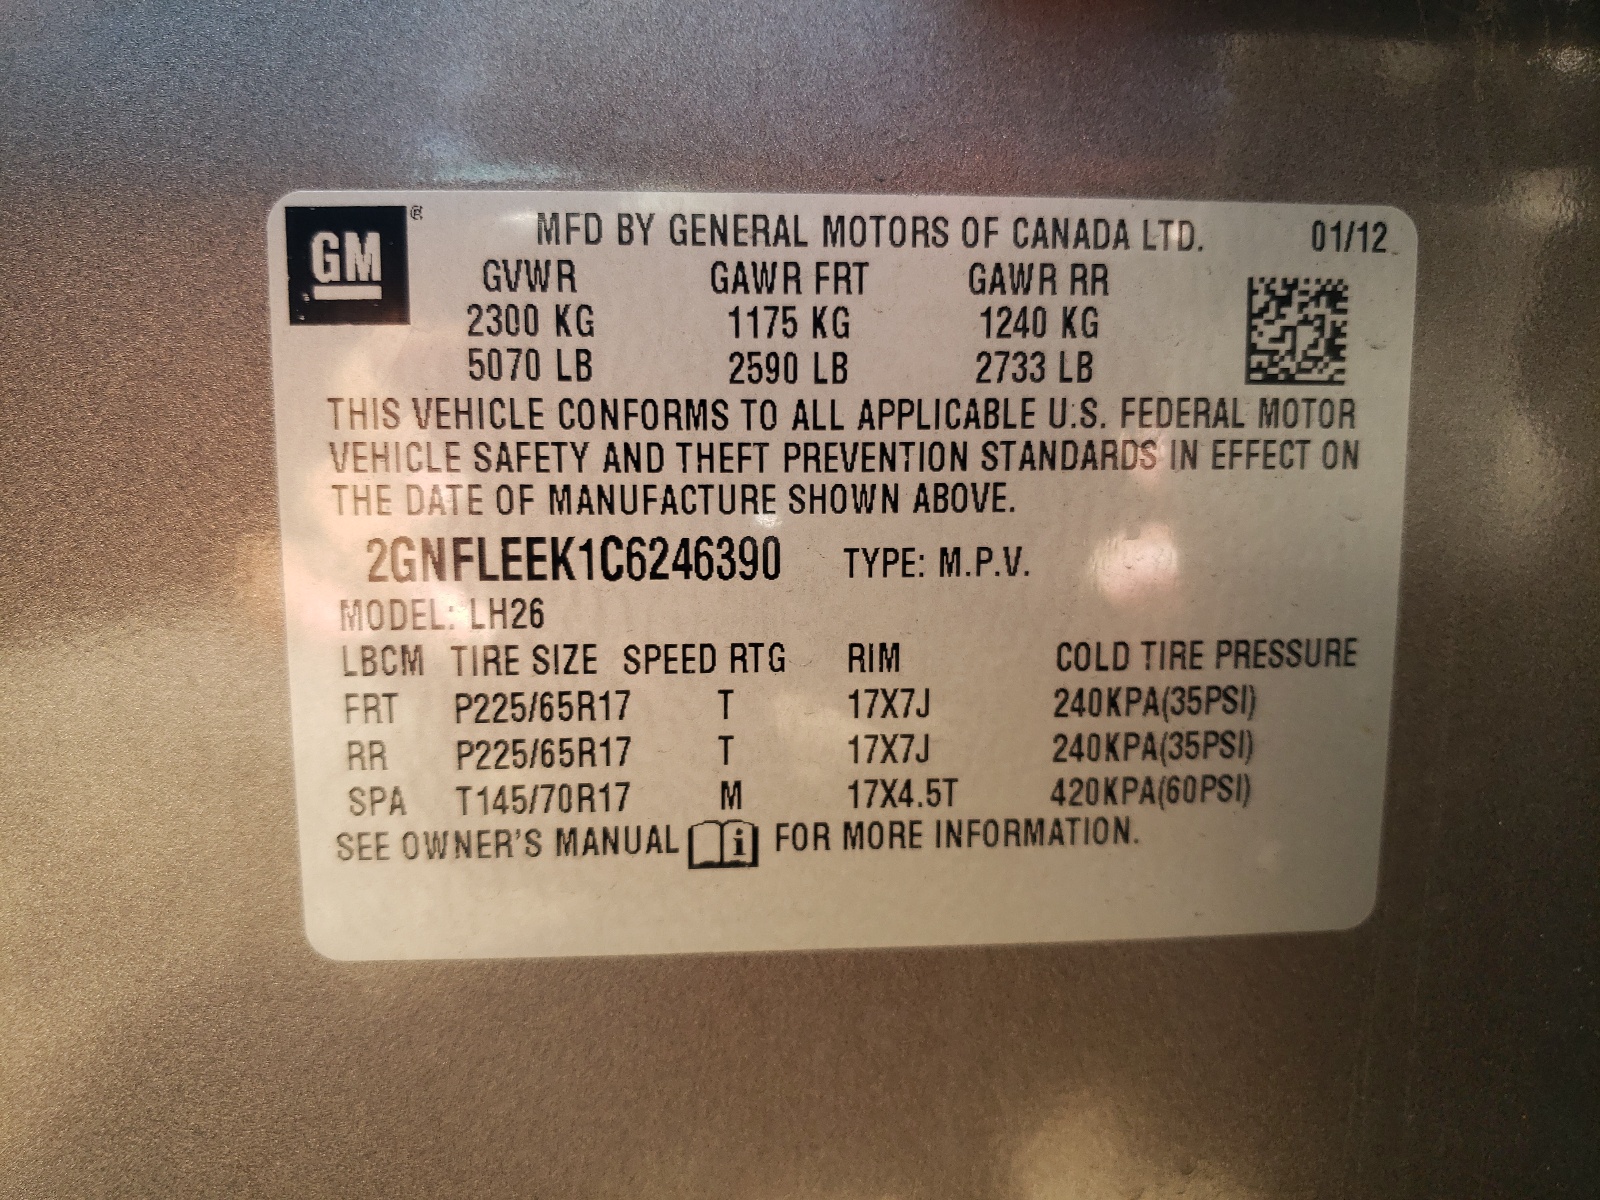 GM ®
MFD BY GENERAL MOTORS OF CANADA LTD. 01/12
GVWR GAWR FRT GAWR RR
2300 KG 1175 KG 1240 KG
5070 LB 2590 LB 2733 LB
THIS VEHICLE CONFORMS TO ALL APPLICABLE U.S. FEDERAL MOTOR
VEHICLE SAFETY AND THEFT PREVENTION STANDARDS IN EFFECT ON
THE DATE OF MANUFACTURE SHOWN ABOVE.
2GNFLEEK1C6246390 TYPE: M.P.V.
MODEL: LH26
LBCM TIRE SIZE SPEED RTG RIM COLD TIRE PRESSURE
FRT P225/65R17 T 17X7J 240KPA(35PSI)
RR P225/65R17 T 17X7J 240KPA(35PSI)
SPA T145/70R17 M 17X4.5T 420KPA(60PSI)
SEE OWNER'S MANUAL i FOR MORE INFORMATION.